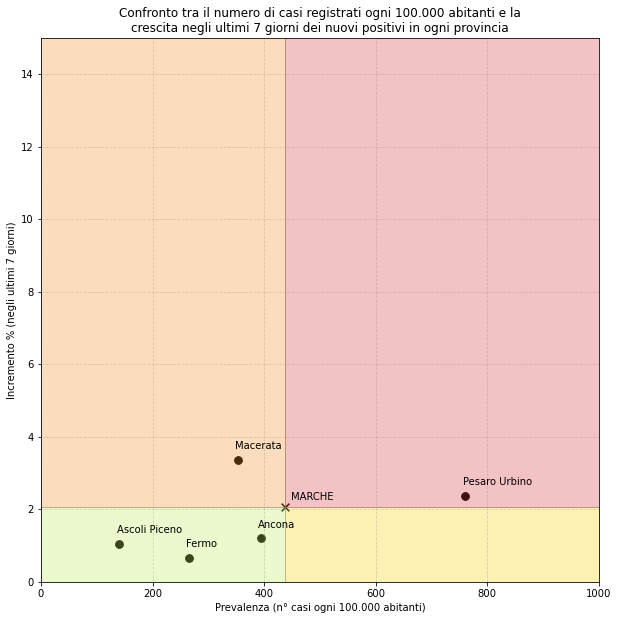 Confronto tra il numero di casi registrati ogni 100.000 abitanti e la
crescita negli ultimi 7 giorni dei nuovi positivi in ogni provincia
Incremento % (negli ultimi 7 giorni)
14
12
10
8
6
4
2
0
Macerata
Pesaro Urbino
MARCHE
Ancona
Ascoli Piceno
Fermo
0 200 400 600 800 1000
Prevalenza (n° casi ogni 100.000 abitanti)